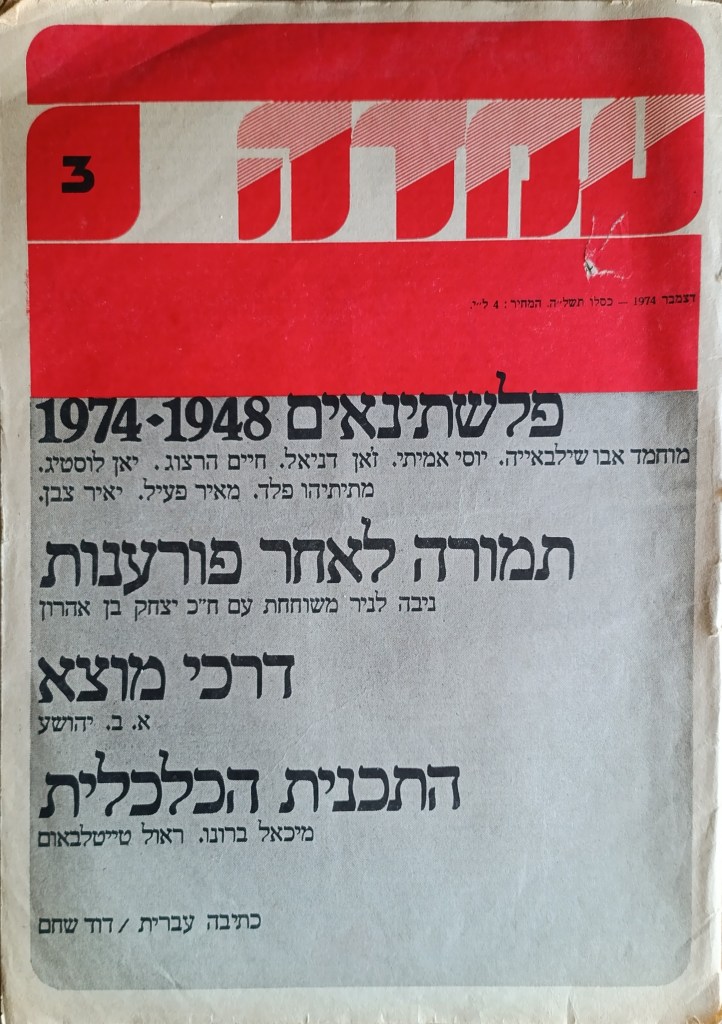 עמדה
3
דצמבר 1974 — כסלו תשל״ה. המחיר: 4 ל״י.
פלשתינאים 1948•1974
מוחמד אבו שילבאייה. יוסי אמיתי. ז'אן דניאל. חיים הרצוג. יאן לוסטיג.
מתיתיהו פלד. מאיר פעיל. יאיר צבן.
תמורה לאחר פורענות
ניבה לניר משוחחת עם ח״כ יצחק בן אהרון
דרכי מוצא
א. ב. יהושע
התכנית הכלכלית
מיכאל ברונו. ראול טייטלבאום
כתיבה עברית / דוד שחם